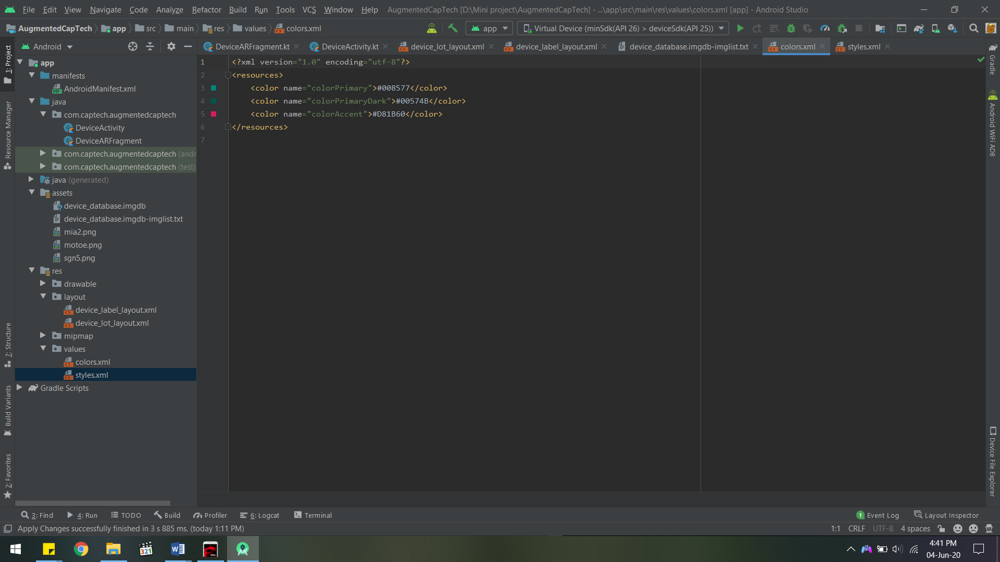 File Edit View Navigate Code Analyze Refactor Build Run Tools VCS Window Help AugmentedCapTech [D:\Mini project\AugmentedCapTech] - ...\app\src\main\res\values\colors.xml [app] - Android Studio
AugmentedCapTech app src main res values colors.xml app Virtual Device (minSdk(API 26) > deviceSdk(API 25))
Android DeviceARFragment.kt DeviceActivity.kt device_lot_layout.xml device_label_layout.xml device_database.imgdb-imglist.txt colors.xml styles.xml
1: Project
Resource Manager
7: Structure
Build Variants
2: Favorites
app
manifests
AndroidManifest.xml
java
com.captech.augmentedcaptech
DeviceActivity
DeviceARFragment
com.captech.augmentedcaptech (andr
com.captech.augmentedcaptech (test)
java (generated)
assets
device_database.imgdb
device_database.imgdb-imglist.txt
mia2.png
motoe.png
sgn5.png
res
drawable
layout
device_label_layout.xml
device_lot_layout.xml
mipmap
values
colors.xml
styles.xml
Gradle Scripts
1 <?xml version="1.0" encoding="utf-8"?>
2 <resources>
3 <color name="colorPrimary">#008577</color>
4 <color name="colorPrimaryDark">#00574B</color>
5 <color name="colorAccent">#D81B60</color>
6 </resources>
7
Gradle
Android WiFi ADB
Device File Explorer
3: Find 4: Run TODO Build Profiler 6: Logcat Terminal 1 Event Log Layout Inspector
Apply Changes successfully finished in 3 s 885 ms. (today 1:11 PM) 1:1 CRLF UTF-8 4 spaces
321
4:41 PM
04-Jun-20